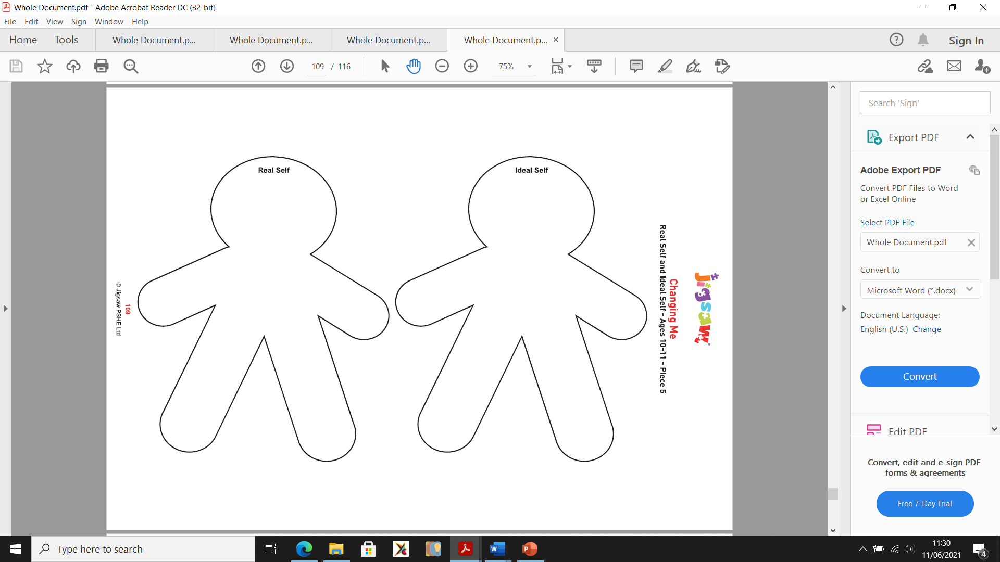 Whole Document.pdf - Adobe Acrobat Reader DC (32-bit)
File Edit View Sign Window Help
Home Tools Whole Document.p... Whole Document.p... Whole Document.p... Whole Document.p... Sign In
109 / 116 75%
Real Self
Ideal Self
jigsaw
Changing Me
Real Self and Ideal Self - Ages 10-11 - Piece 5
109
© Jigsaw PSHE Ltd
Search 'Sign'
Export PDF
Adobe Export PDF
Convert PDF Files to Word
or Excel Online
Select PDF File
Whole Document.pdf
Convert to
Microsoft Word (*.docx)
Document Language:
English (U.S.) Change
Convert
Edit PDF
Convert, edit and e-sign PDF
forms & agreements
Free 7-Day Trial
Type here to search
11:30
11/06/2021
4